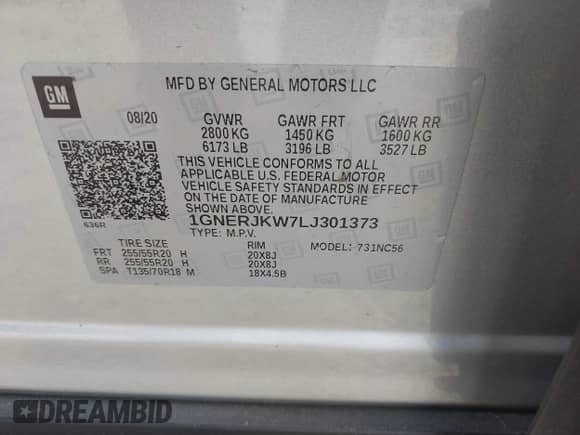 GM
MFD BY GENERAL MOTORS LLC
08/20 GVWR GAWR FRT GAWR RR
2800 KG 1450 KG 1600 KG
6173 LB 3196 LB 3527 LB
THIS VEHICLE CONFORMS TO ALL
APPLICABLE U.S. FEDERAL MOTOR
VEHICLE SAFETY STANDARDS IN EFFECT
ON THE DATE OF MANUFACTURE
SHOWN ABOVE.
636R
1GNERJKW7LJ301373
TYPE: M.P.V. MODEL: 731NC56
TIRE SIZE RIM
FRT 255/55R20 H 20X8J
RR 255/55R20 H 20X8J
SPA T135/70R18 M 18X4.5B
DREAMBID